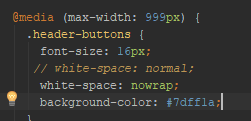 @media (max-width: 999px) {
.header-buttons {
font-size: 16px;
// white-space: normal;
white-space: nowrap;
background-color: #7dff1a;
}